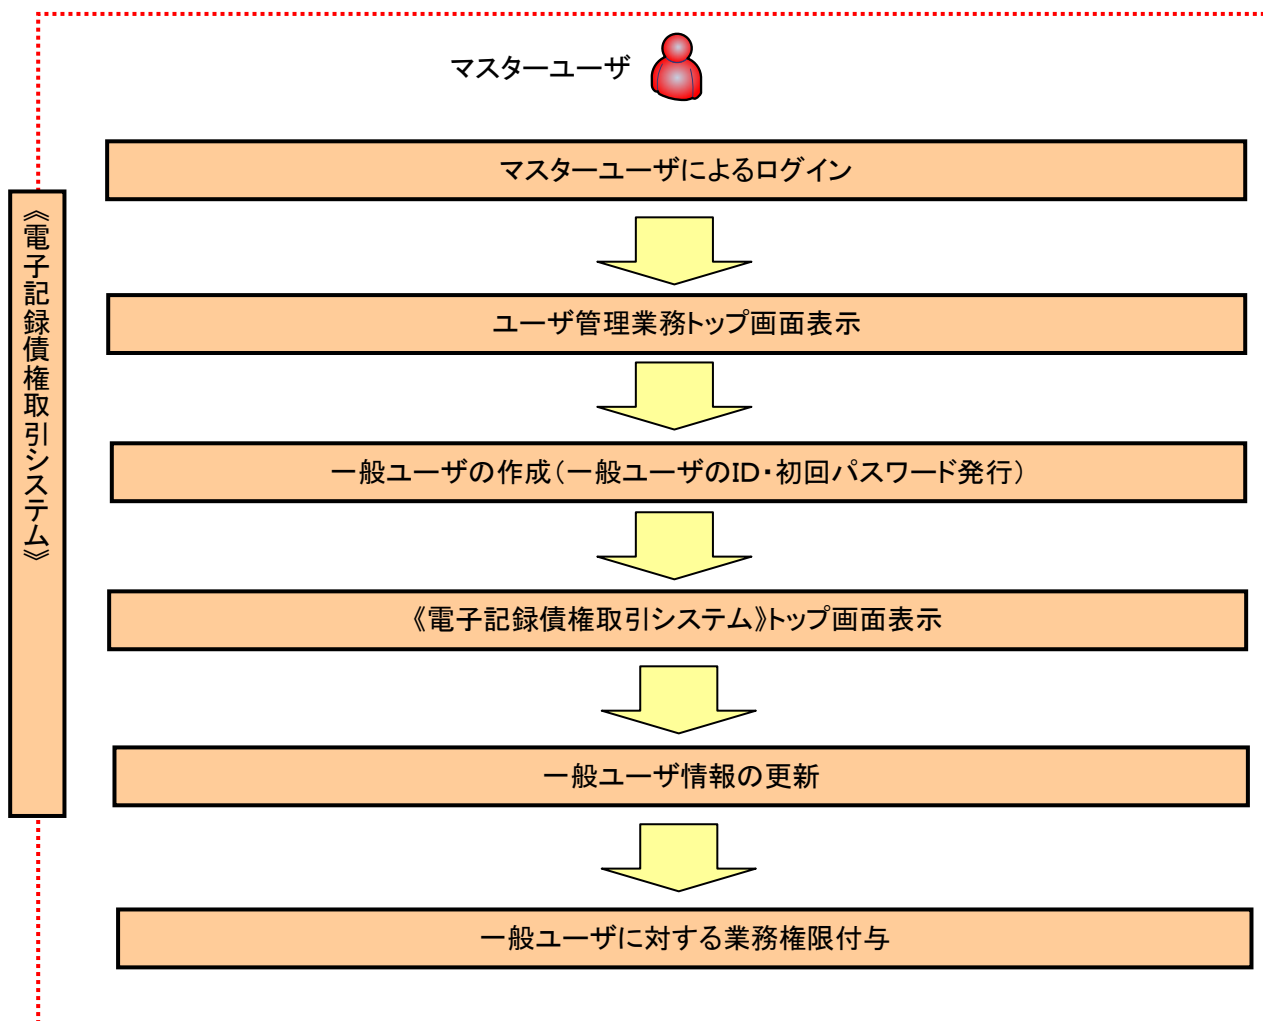 マスターユーザ
マスターユーザによるログイン
《電子記録債権取引システム》
ユーザ管理業務トップ画面表示
一般ユーザの作成(一般ユーザのID・初回パスワード発行)
《電子記録債権取引システム》トップ画面表示
一般ユーザ情報の更新
一般ユーザに対する業務権限付与